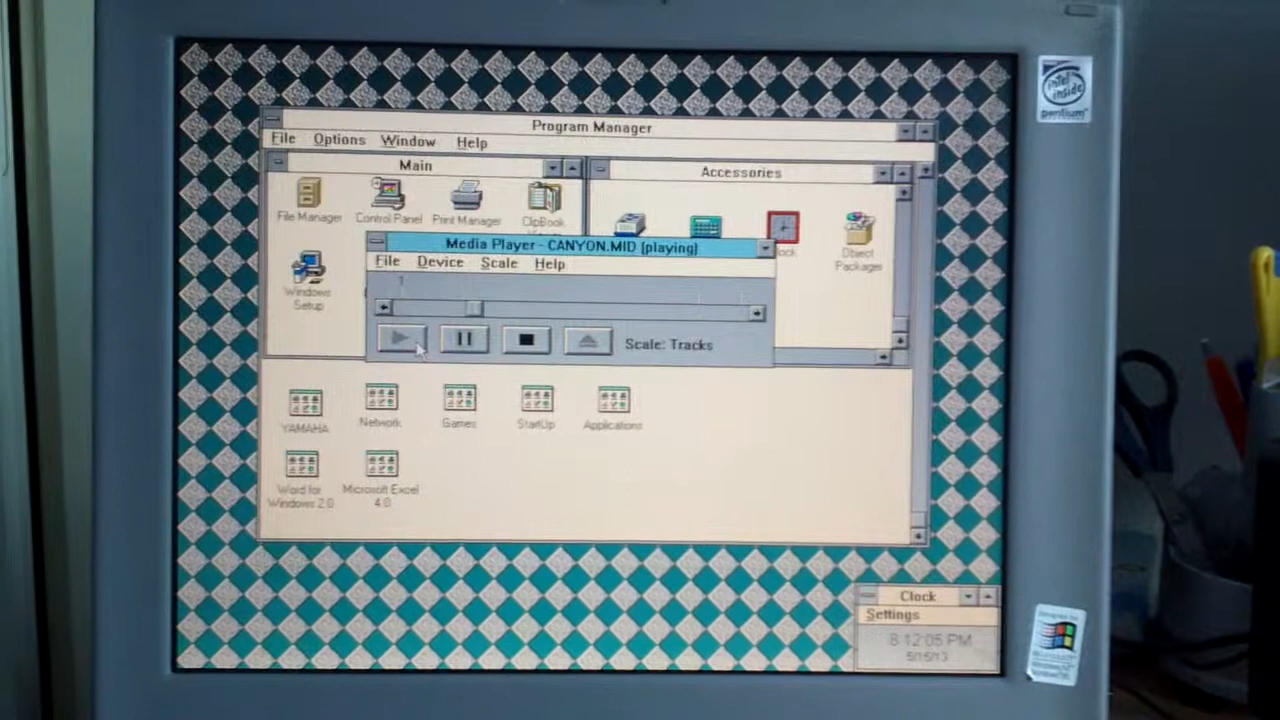 Program Manager
File Options Window Help
Main
Accessories
File Manager
Control Panel
Print Manager
ClipBook
Object
Packager
Windows
Setup
Media Player - CANYON.MID (playing)
File Device Scale Help
1
Scale: Tracks
YAMAHA
Network
Games
StartUp
Applications
Word for
Windows 2.0
Microsoft Excel
4.0
Clock
Settings
8:12:05 PM
5/15/13
intel
inside
pentium